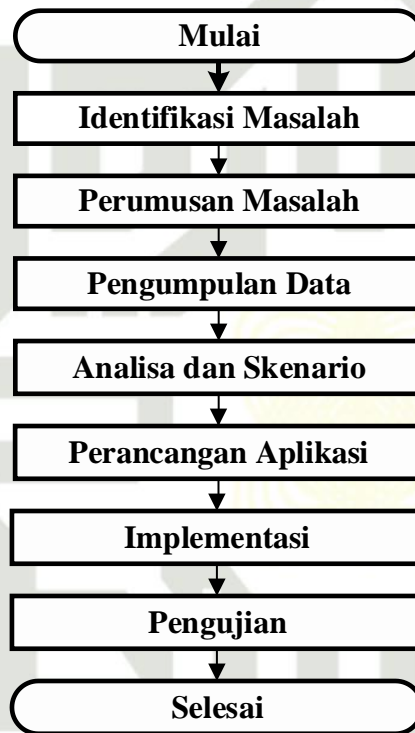 Mulai
Identifikasi Masalah
Perumusan Masalah
Pengumpulan Data
Analisa dan Skenario
Perancangan Aplikasi
Implementasi
Pengujian
Selesai